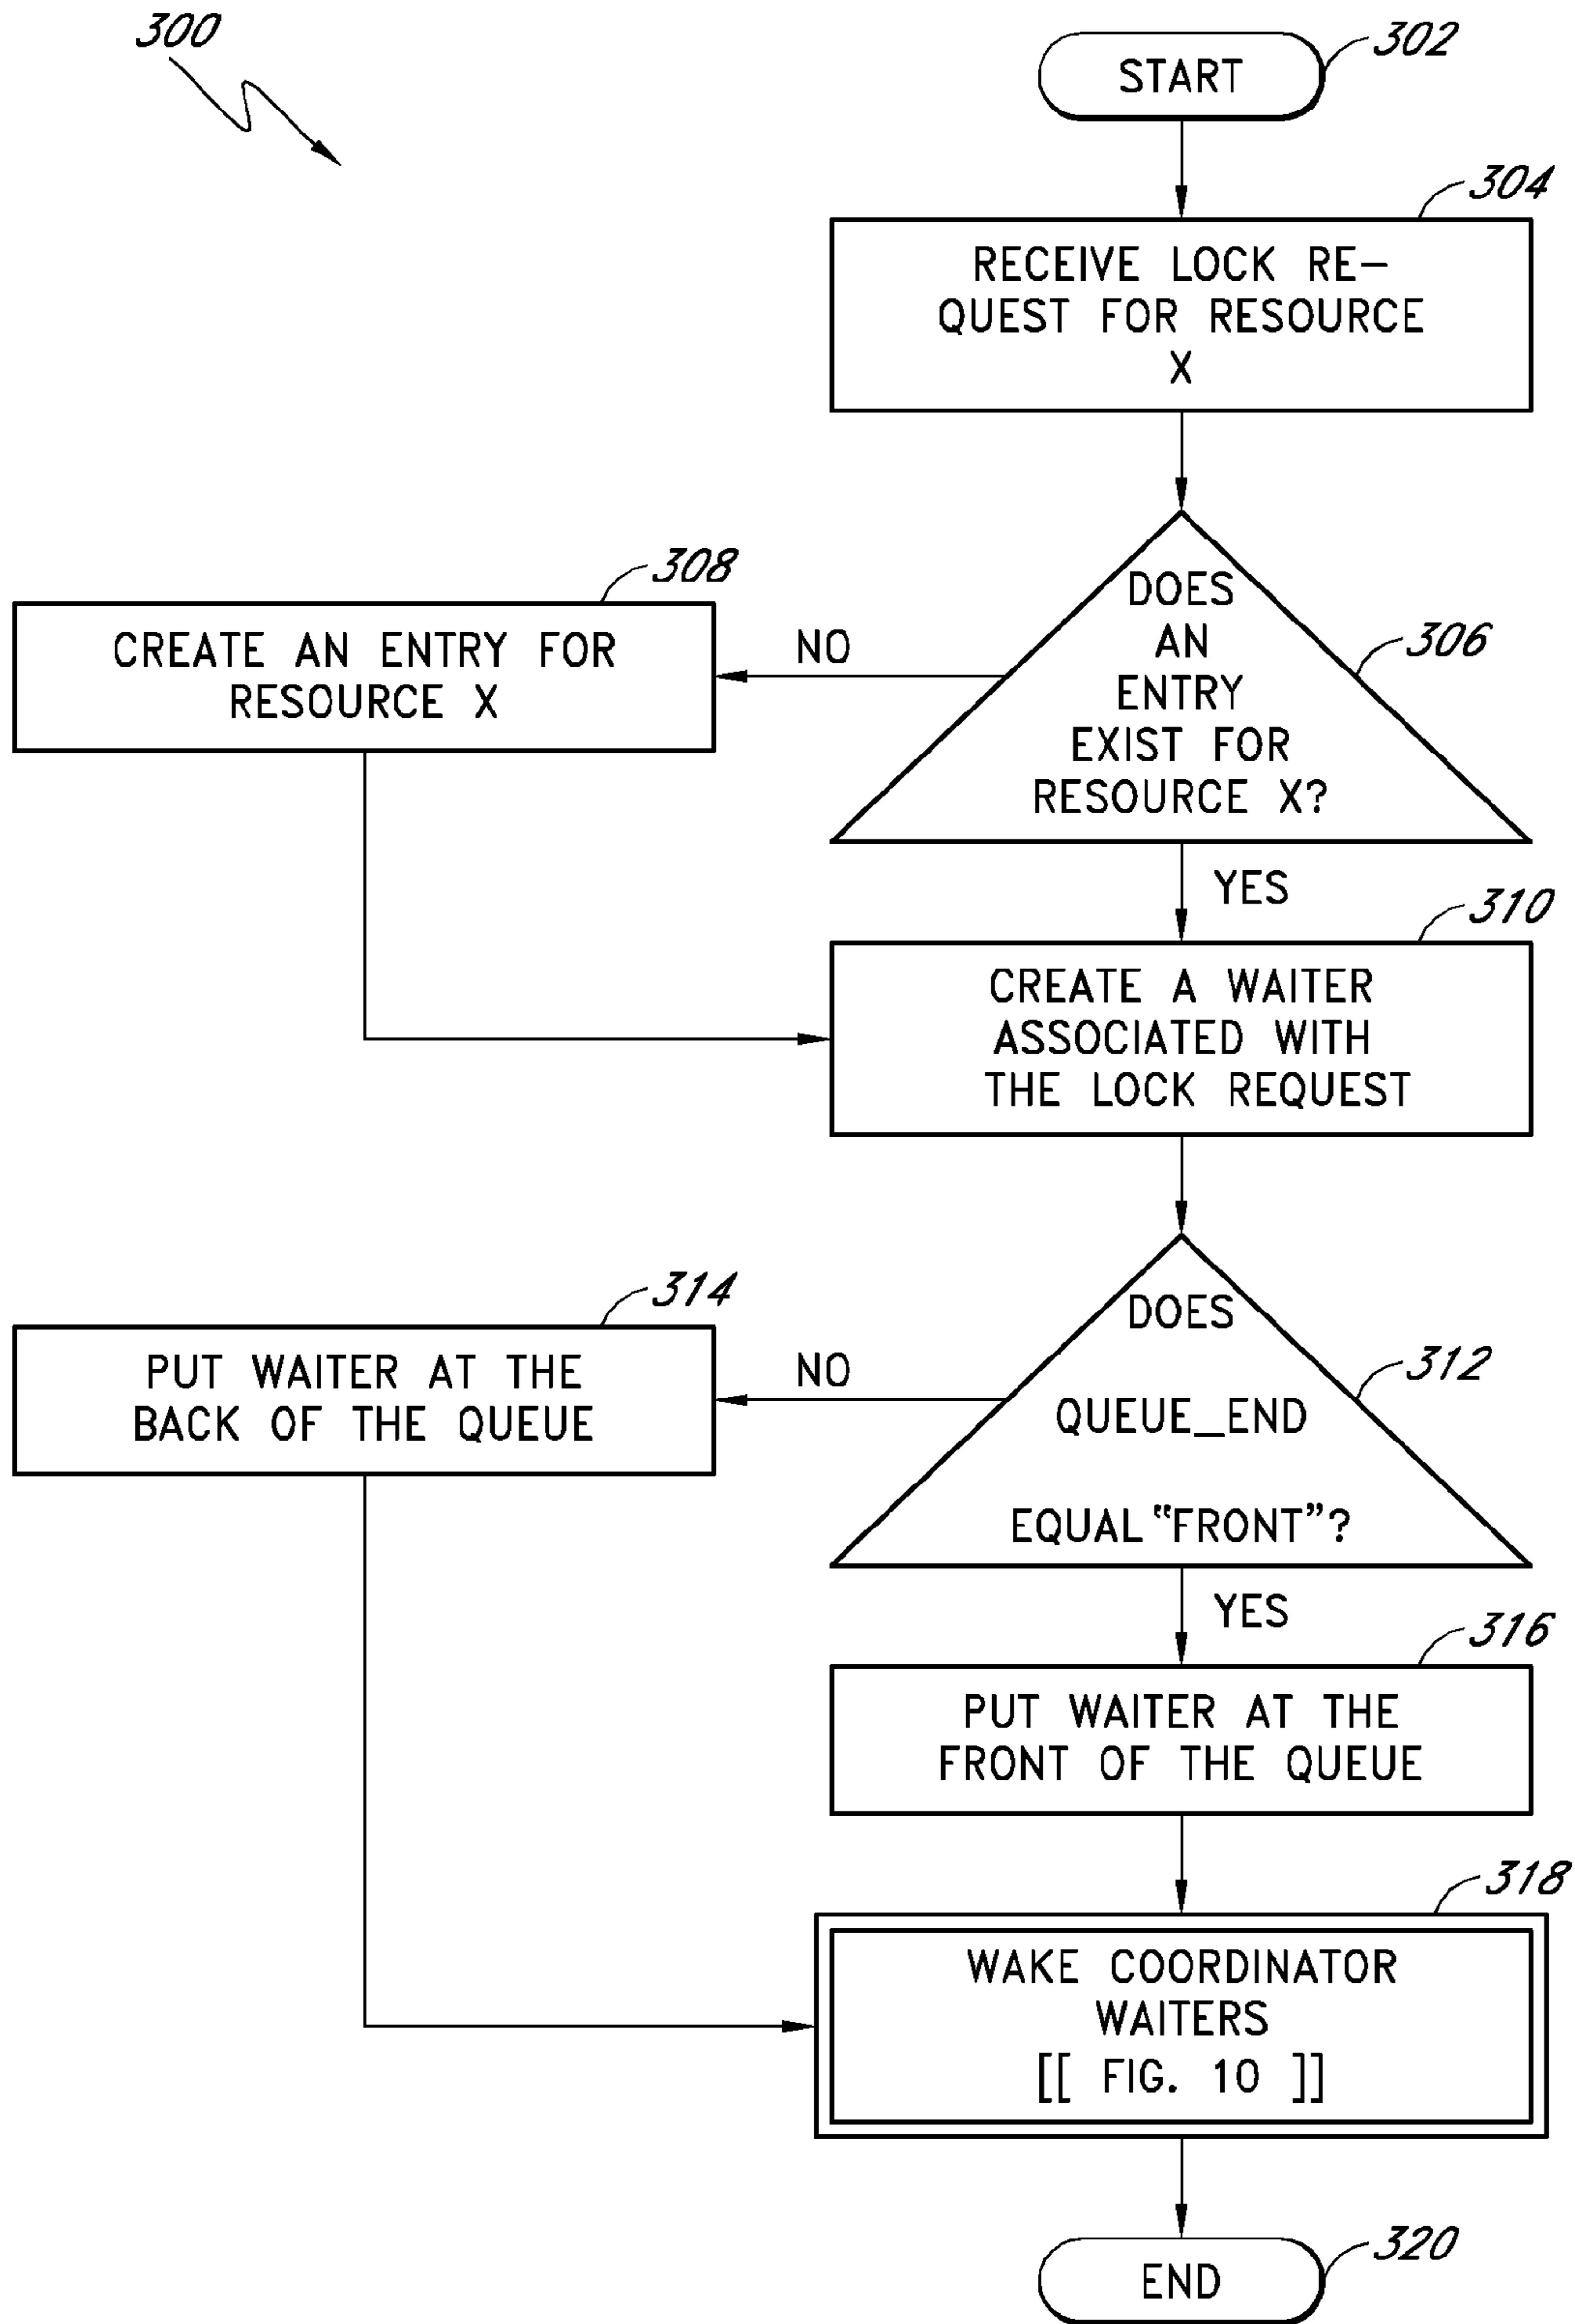 300
START
302
304
RECEIVE LOCK RE-
QUEST FOR RESOURCE
X
308
CREATE AN ENTRY FOR
RESOURCE X
NO
DOES
AN
ENTRY
EXIST FOR
RESOURCE X?
306
YES
310
CREATE A WAITER
ASSOCIATED WITH
THE LOCK REQUEST
314
PUT WAITER AT THE
BACK OF THE QUEUE
NO
DOES
QUEUE_END
EQUAL “FRONT”?
312
YES
316
PUT WAITER AT THE
FRONT OF THE QUEUE
318
WAKE COORDINATOR
WAITERS
[[ FIG. 10 ]]
320
END